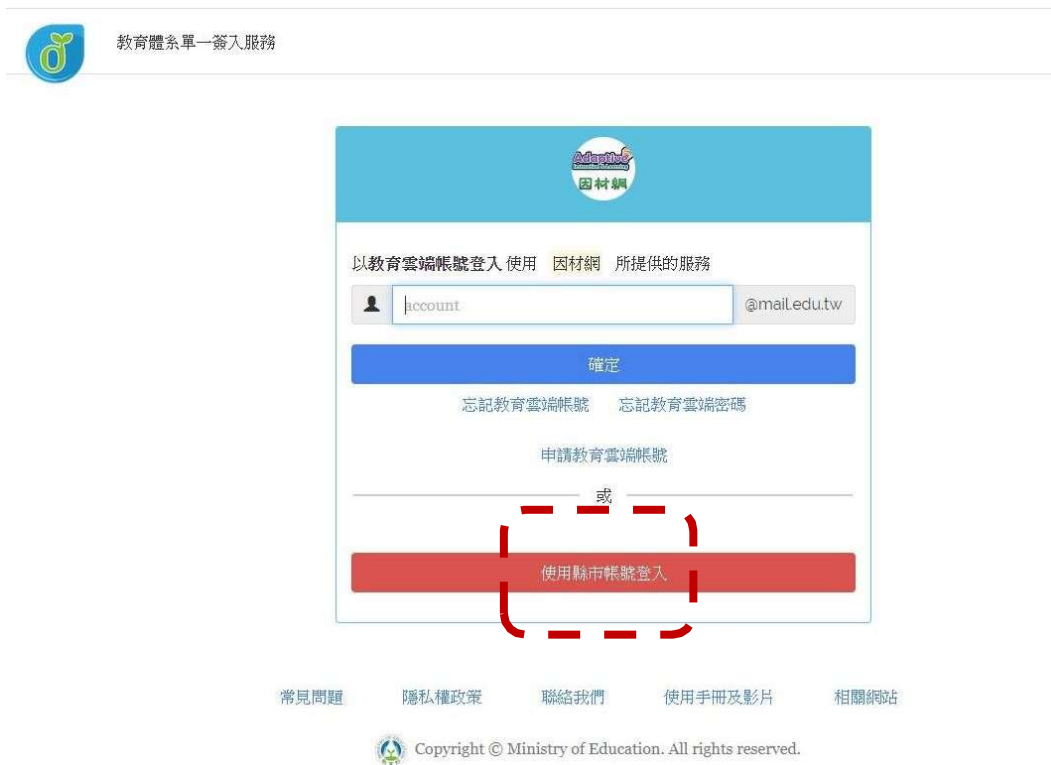 教育體系單一簽入服務
Adaptive
因材網
以教育雲端帳號登入 使用 因材網 所提供的服務
account @mail.edu.tw
確定
忘記教育雲端帳號 忘記教育雲端密碼
申請教育雲端帳號
或
使用縣市帳號登入
常見問題 隱私權政策 聯絡我們 使用手冊及影片 相關網站
Copyright © Ministry of Education. All rights reserved.